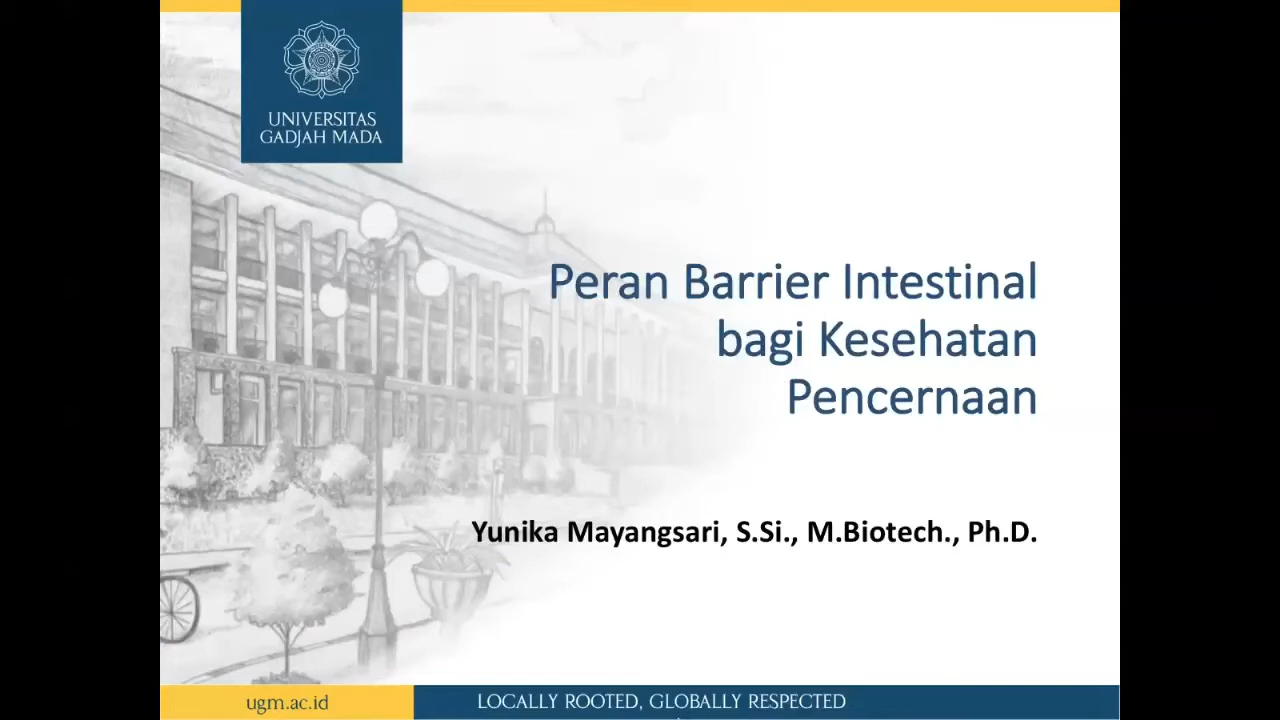 UNIVERSITAS
GADJAH MADA
Peran Barrier Intestinal
bagi Kesehatan
Pencernaan
Yunika Mayangsari, S.Si., M.Biotech., Ph.D.
ugm.ac.id
LOCALLY ROOTED, GLOBALLY RESPECTED